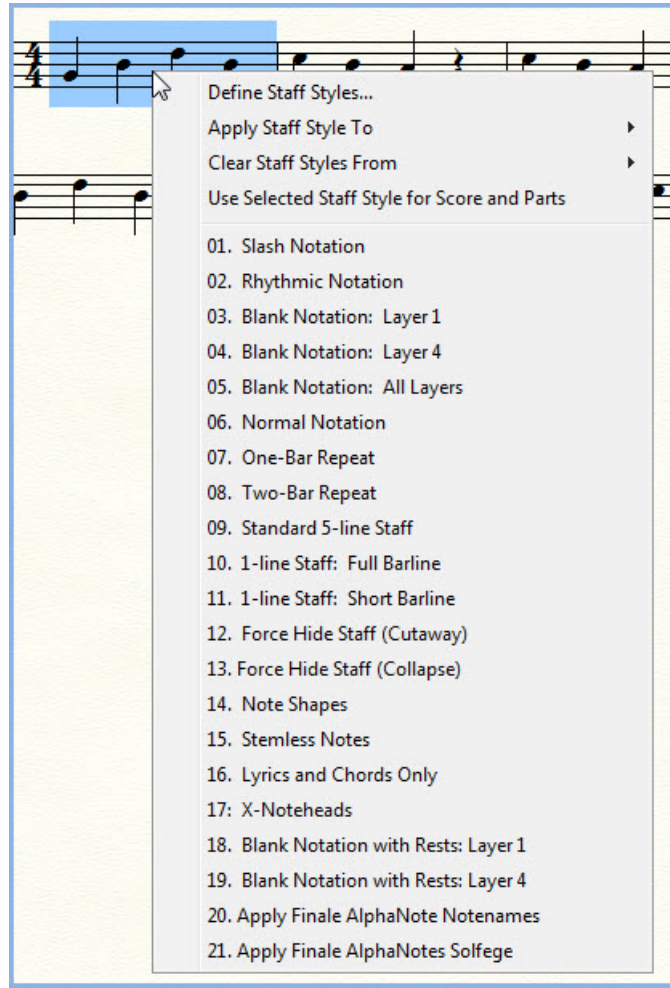 4
4
Define Staff Styles...
Apply Staff Style To
Clear Staff Styles From
Use Selected Staff Style for Score and Parts
01. Slash Notation
02. Rhythmic Notation
03. Blank Notation: Layer 1
04. Blank Notation: Layer 4
05. Blank Notation: All Layers
06. Normal Notation
07. One-Bar Repeat
08. Two-Bar Repeat
09. Standard 5-line Staff
10. 1-line Staff: Full Barline
11. 1-line Staff: Short Barline
12. Force Hide Staff (Cutaway)
13. Force Hide Staff (Collapse)
14. Note Shapes
15. Stemless Notes
16. Lyrics and Chords Only
17: X-Noteheads
18. Blank Notation with Rests: Layer 1
19. Blank Notation with Rests: Layer 4
20. Apply Finale AlphaNote Notenames
21. Apply Finale AlphaNotes Solfege